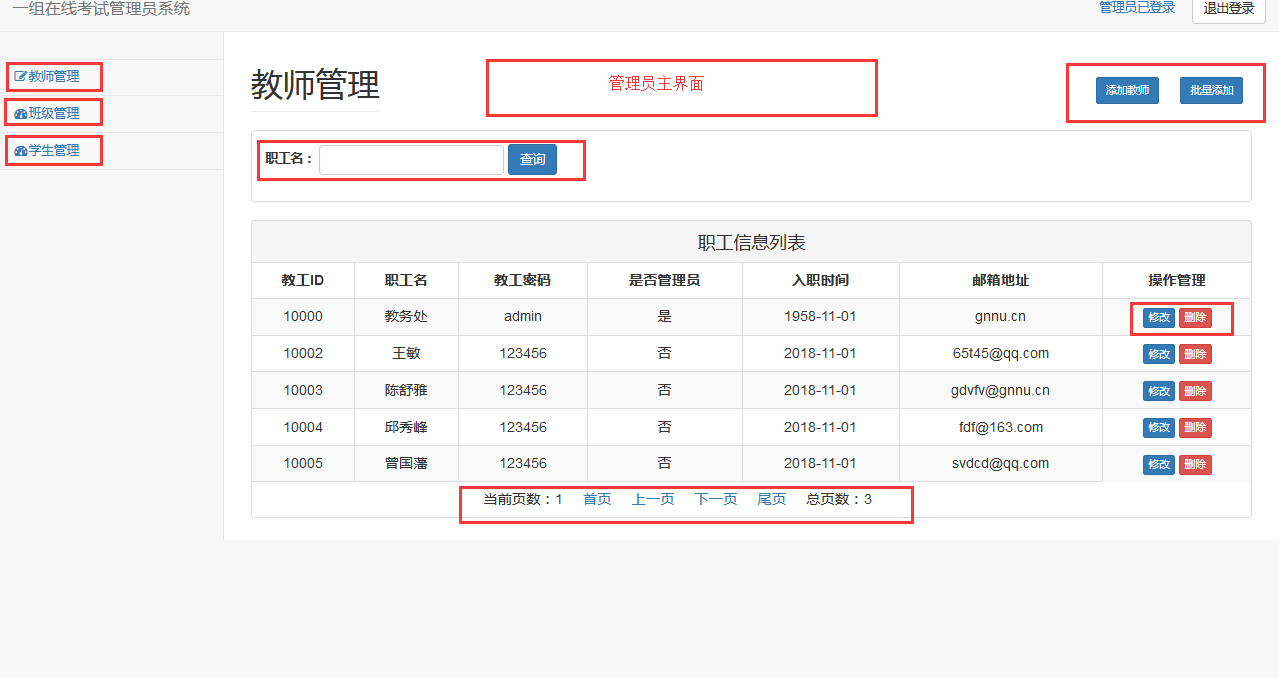 一组在线考试管理员系统 管理员已登录 退出登录
教师管理
班级管理
学生管理
教师管理 管理员主界面 添加教师 批量添加
职工名： 查询
职工信息列表
教工ID 职工名 教工密码 是否管理员 入职时间 邮箱地址 操作管理
10000 教务处 admin 是 1958-11-01 gnnu.cn 修改 删除
10002 王敏 123456 否 2018-11-01 65t45@qq.com 修改 删除
10003 陈舒雅 123456 否 2018-11-01 gdvfv@gnnu.cn 修改 删除
10004 邱秀峰 123456 否 2018-11-01 fdf@163.com 修改 删除
10005 曾国藩 123456 否 2018-11-01 svdcd@qq.com 修改 删除
当前页数：1 首页 上一页 下一页 尾页 总页数：3